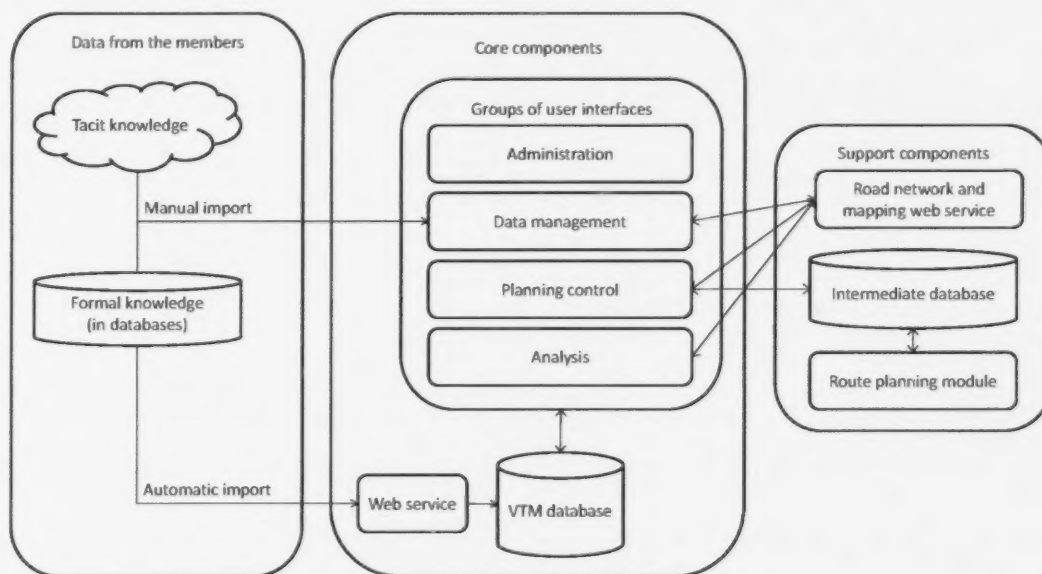 Data from the members
Tacit knowledge
Manual import
Formal knowledge
(in databases)
Automatic import
Core components
Groups of user interfaces
Administration
Data management
Planning control
Analysis
Web service
VTM database
Support components
Road network and
mapping web service
Intermediate database
Route planning module